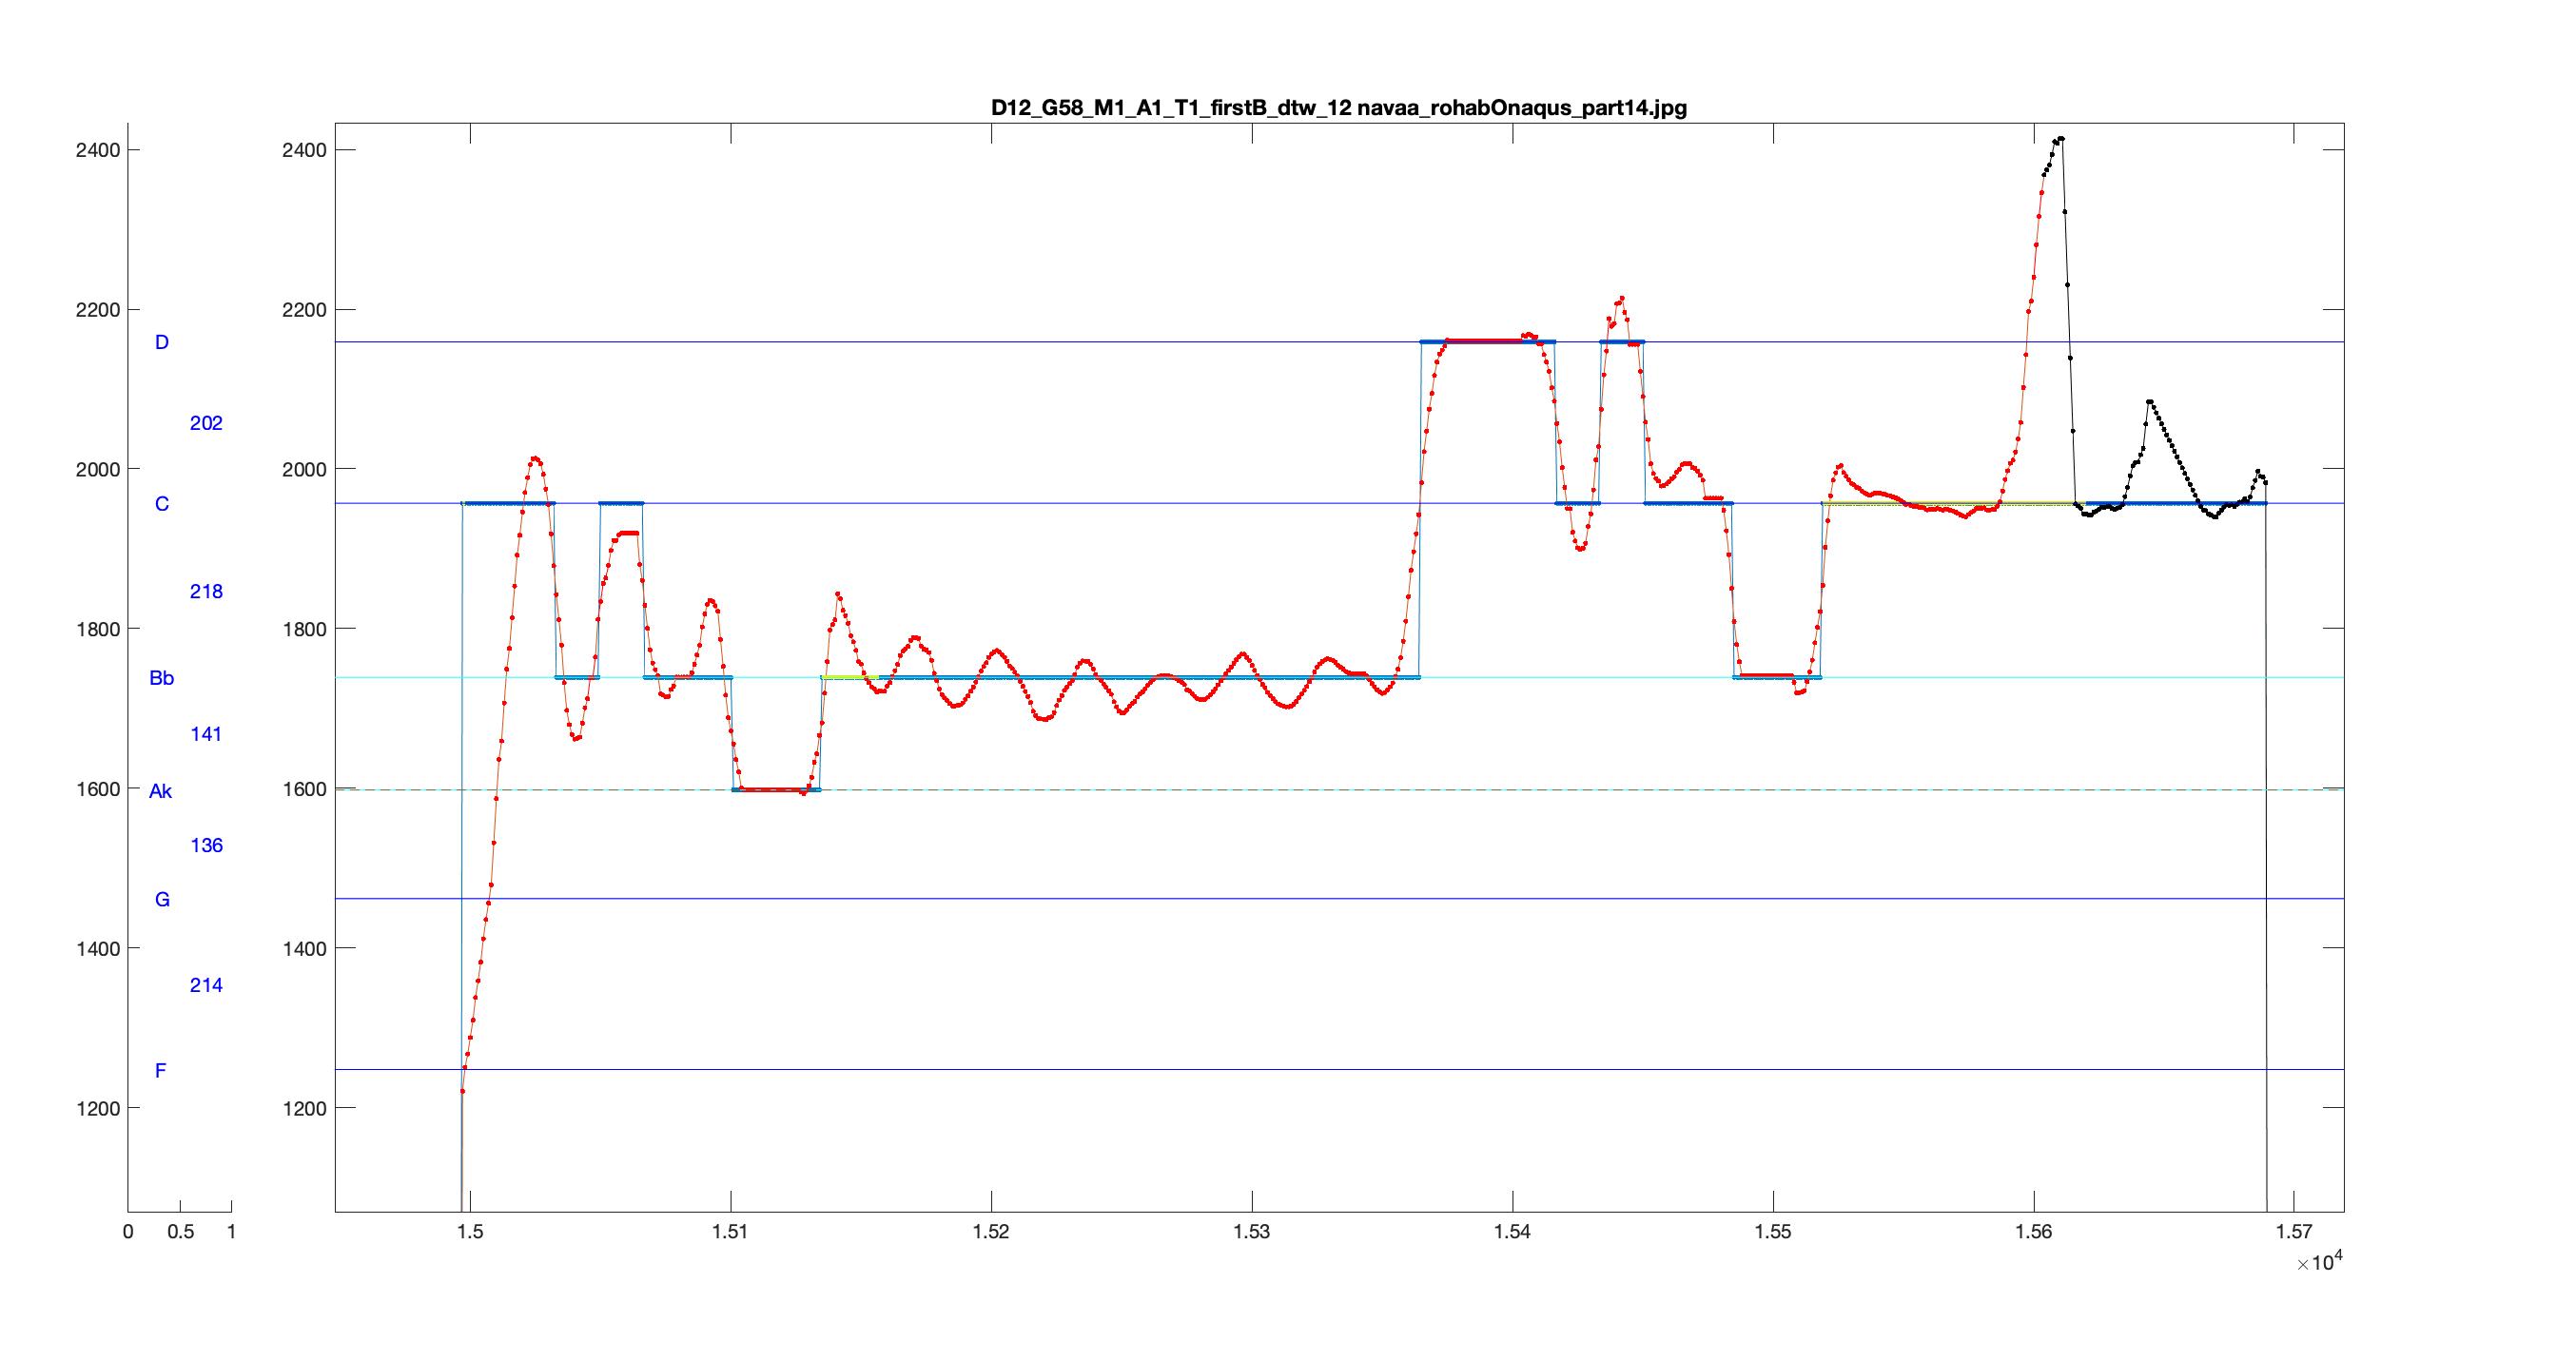 D12_G58_M1_A1_T1_firstB_dtw_12 navaa_rohabOnaqus_part14.jpg
2400 2400
2200 2200
D
202
2000 2000
C
218
1800 1800
Bb
141
1600 Ak 1600
136
G
1400 1400
214
F
1200 1200
0 0.5 1 1.5 1.51 1.52 1.53 1.54 1.55 1.56 1.57
×10⁴